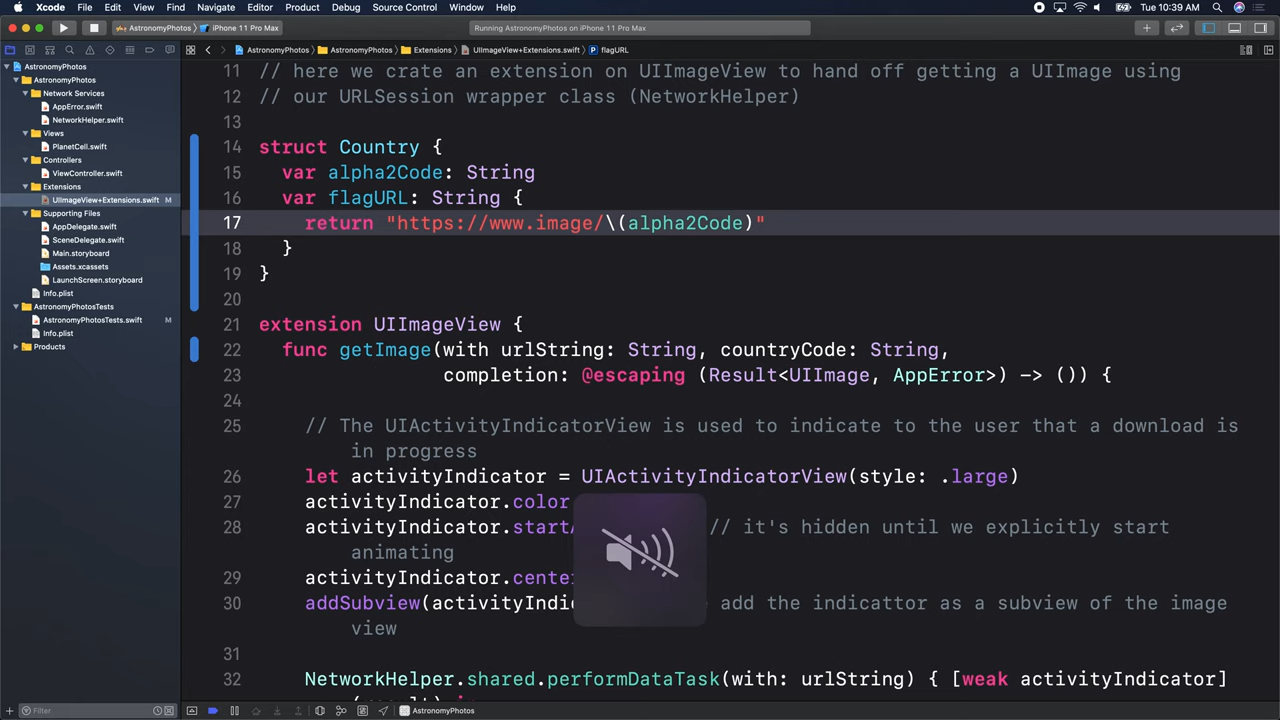 Xcode File Edit View Find Navigate Editor Product Debug Source Control Window Help Tue 10:39 AM
AstronomyPhotos iPhone 11 Pro Max Running AstronomyPhotos on iPhone 11 Pro Max
AstronomyPhotos AstronomyPhotos Extensions UIImageView+Extensions.swift P flagURL
AstronomyPhotos
AstronomyPhotos
Network Services
AppError.swift
NetworkHelper.swift
Views
PlanetCell.swift
Controllers
ViewController.swift
Extensions
UIImageView+Extensions.swift M
Supporting Files
AppDelegate.swift
SceneDelegate.swift
Main.storyboard
Assets.xcassets
LaunchScreen.storyboard
Info.plist
AstronomyPhotosTests
AstronomyPhotosTests.swift M
Info.plist
Products
11 // here we crate an extension on UIImageView to hand off getting a UIImage using
12 // our URLSession wrapper class (NetworkHelper)
13
14 struct Country {
15 var alpha2Code: String
16 var flagURL: String {
17 return "https://www.image/\(alpha2Code)"
18 }
19 }
20
21 extension UIImageView {
22 func getImage(with urlString: String, countryCode: String,
23 completion: @escaping (Result<UIImage, AppError>) -> ()) {
24
25 // The UIActivityIndicatorView is used to indicate to the user that a download is
in progress
26 let activityIndicator = UIActivityIndicatorView(style: .large)
27 activityIndicator.color
28 activityIndicator.start // it's hidden until we explicitly start
animating
29 activityIndicator.cente
30 addSubview(activityIndi add the indicattor as a subview of the image
view
31
32 NetworkHelper.shared.performDataTask(with: urlString) { [weak activityIndicator]
Filter AstronomyPhotos